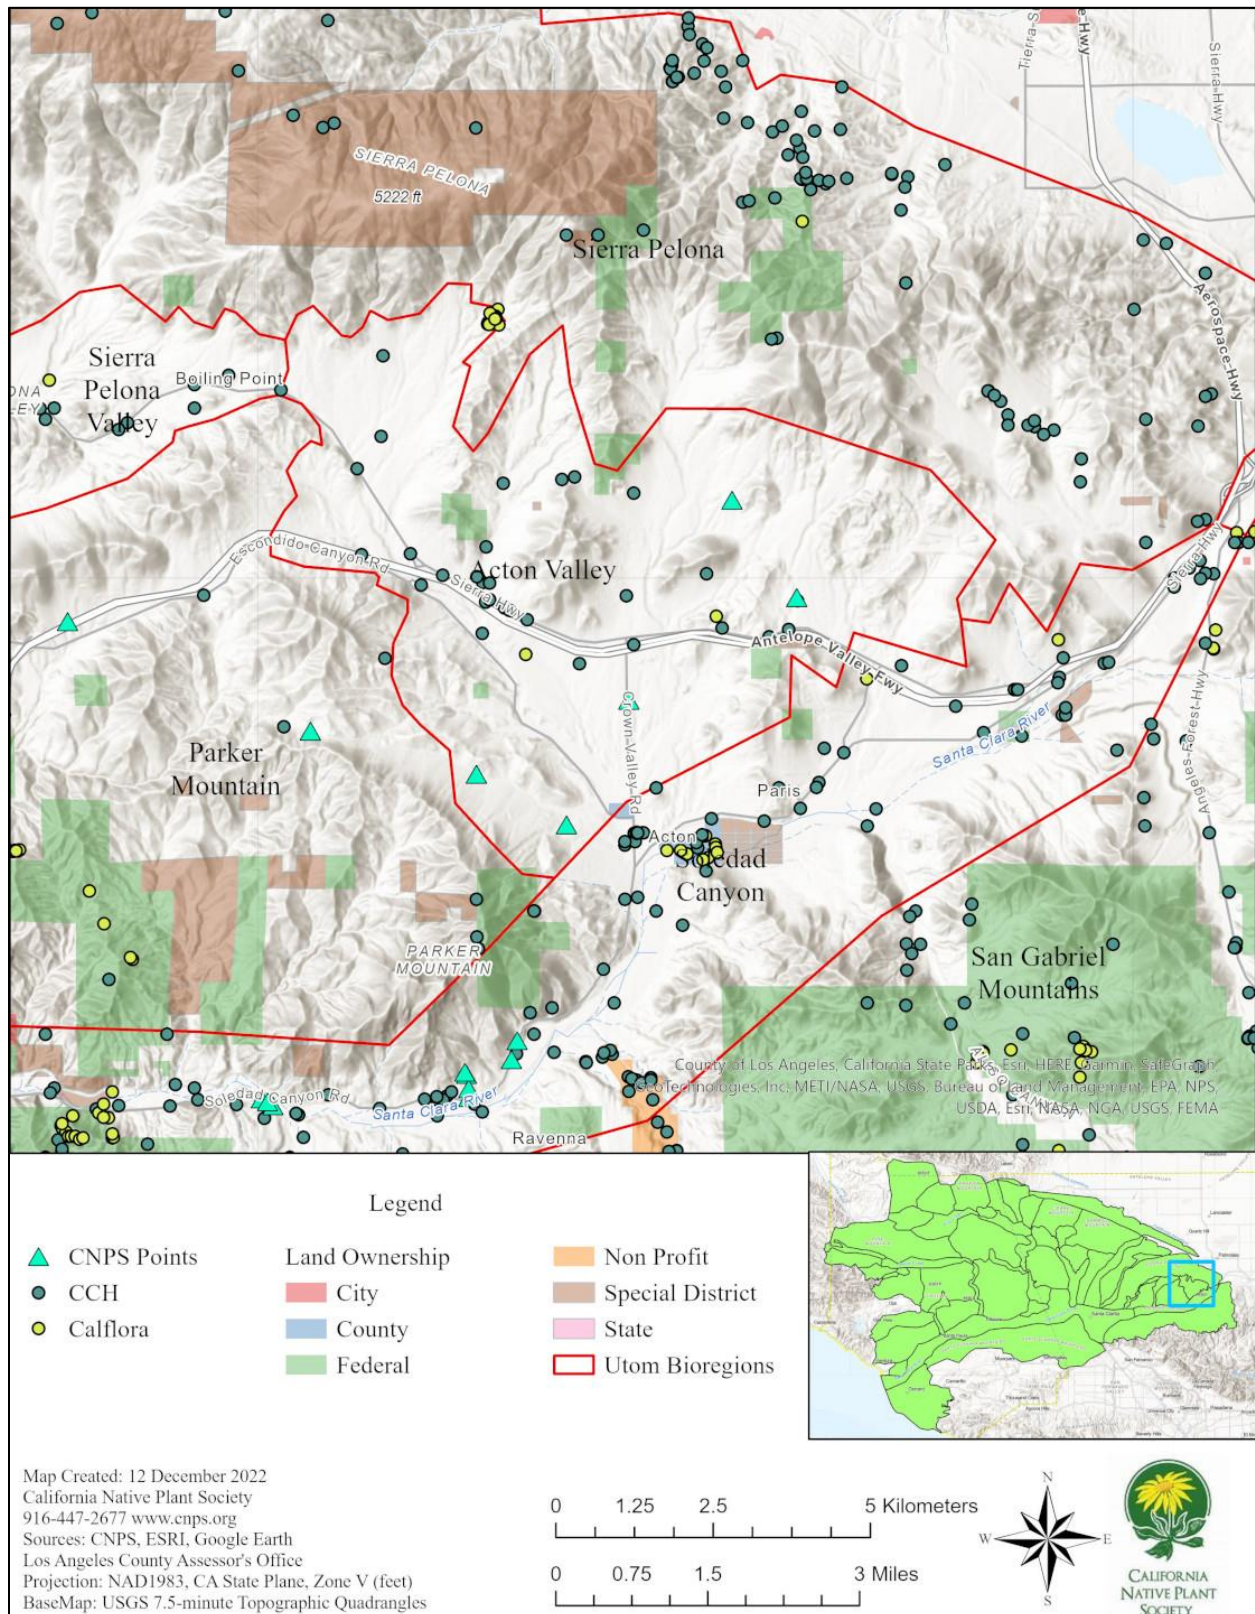 e-Hwy
Tierra-S
Sierra-Hwy
SIERRA PELONA
5222 ft
Sierra Pelona
Aerospace-Hwy
Sierra
Pelona
Valley
Boiling Point
ONA
LEY
Escondido Canyon Rd
Sierra Hwy
Acton Valley
Sierra-Hwy
Antelope Valley-Fwy
Crown-Valley-Rd
Santa Clara River
Angeles-Forest-Hwy
Parker
Mountain
Paris
Acton
Soledad
Canyon
PARKER
MOUNTAIN
San Gabriel
Mountains
County of Los Angeles, California State Parks, Esri, HERE, Garmin, SafeGraph,
GeoTechnologies, Inc, METI/NASA, USGS, Bureau of Land Management, EPA, NPS,
USDA, Esri, NASA, NGA, USGS, FEMA
CANYON
Soledad Canyon Rd
Santa Clara River
Ravenna
Legend
CNPS Points
CCH
Calflora
Land Ownership
City
County
Federal
Non Profit
Special District
State
Utom Bioregions
Map Created: 12 December 2022
California Native Plant Society
916-447-2677 www.cnps.org
Sources: CNPS, ESRI, Google Earth
Los Angeles County Assessor's Office
Projection: NAD1983, CA State Plane, Zone V (feet)
BaseMap: USGS 7.5-minute Topographic Quadrangles
0 1.25 2.5 5 Kilometers
0 0.75 1.5 3 Miles
N
W E
S
CALIFORNIA
NATIVE PLANT
SOCIETY